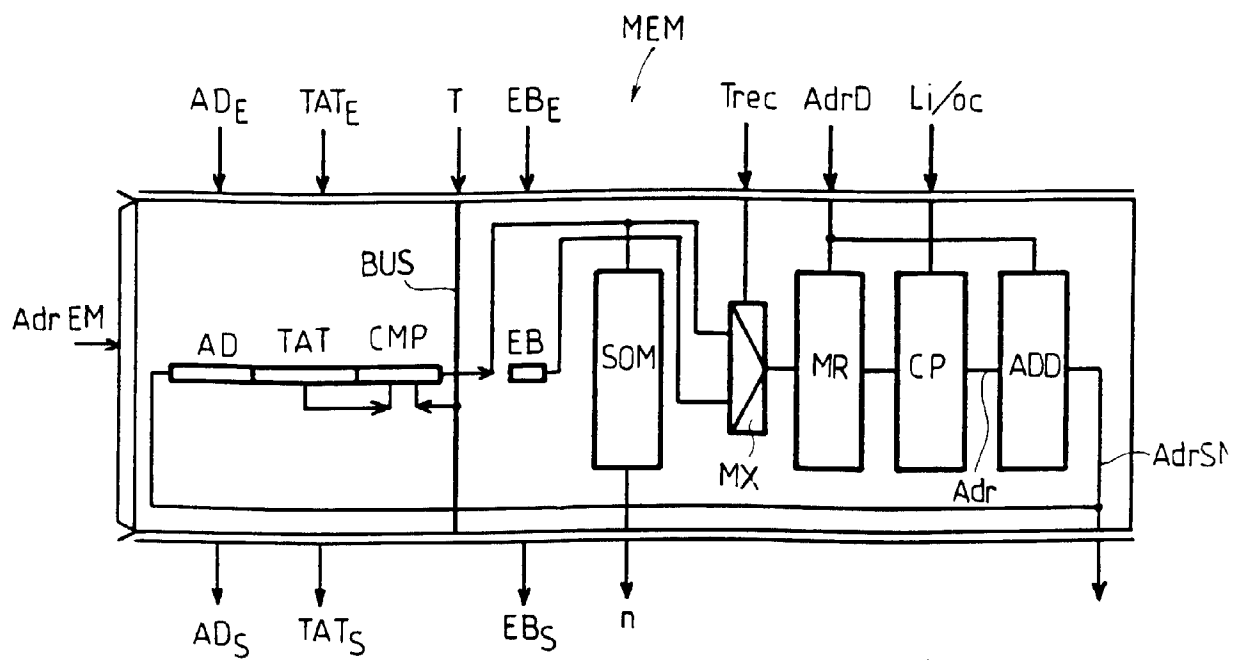 MEM
AD_E TAT_E T EB_E Trec AdrD Li/oc
BUS
Adr EM
AD TAT CMP EB SOM MR CP ADD
MX Adr AdrSM
AD_S TAT_S EB_S n